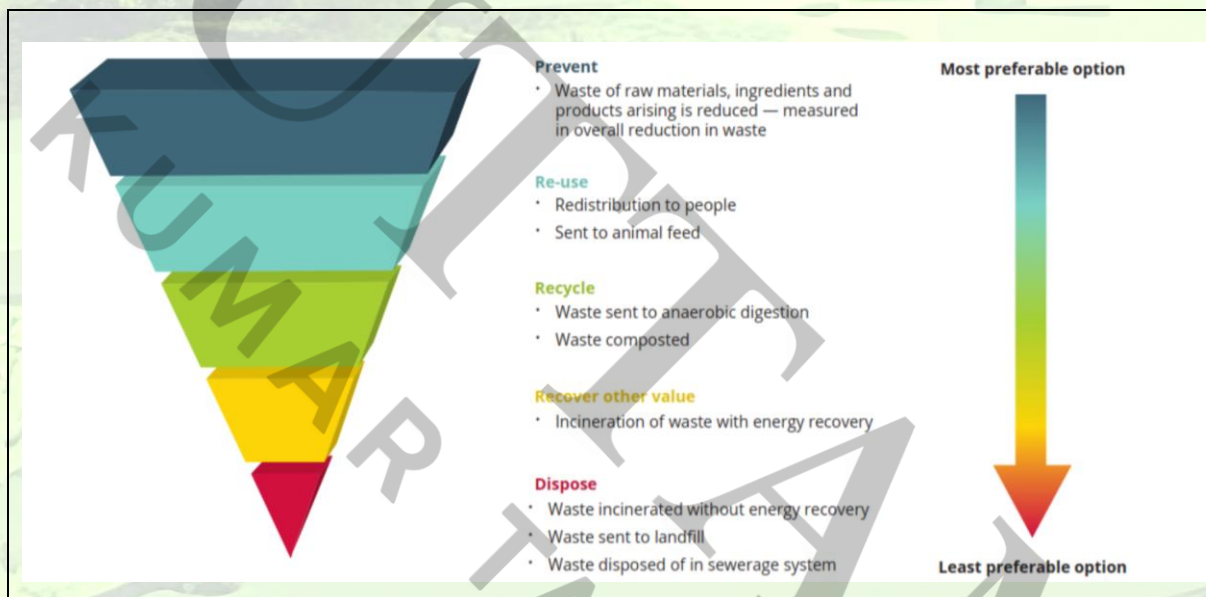 Prevent
• Waste of raw materials, ingredients and
products arising is reduced — measured
in overall reduction in waste
Re-use
• Redistribution to people
• Sent to animal feed
Recycle
• Waste sent to anaerobic digestion
• Waste composted
Recover other value
• Incineration of waste with energy recovery
Dispose
• Waste incinerated without energy recovery
• Waste sent to landfill
• Waste disposed of in sewerage system
Most preferable option
Least preferable option
KUMAR